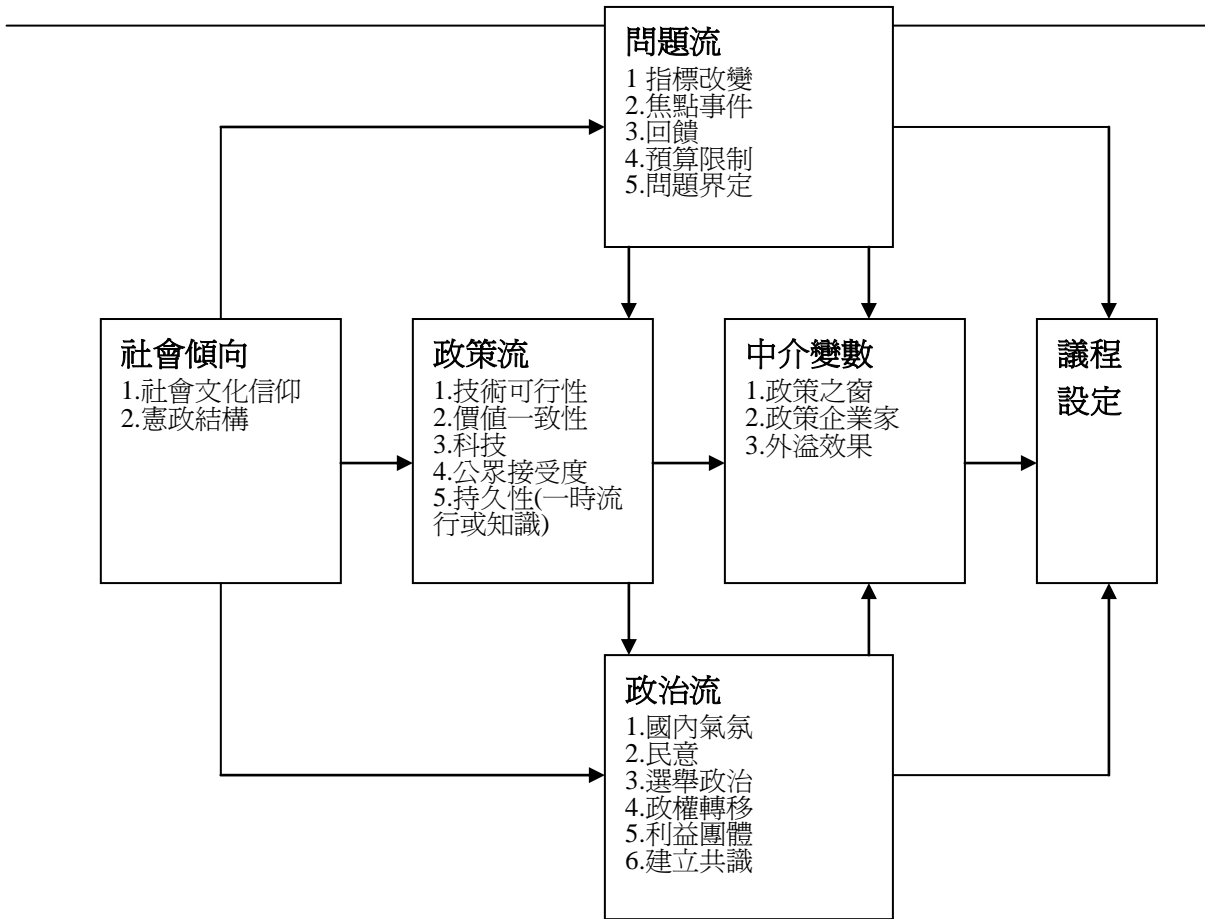 問題流
1 指標改變
2.焦點事件
3.回饋
4.預算限制
5.問題界定
社會傾向
1.社會文化信仰
2.憲政結構
政策流
1.技術可行性
2.價值一致性
3.科技
4.公眾接受度
5.持久性(一時流
行或知識)
中介變數
1.政策之窗
2.政策企業家
3.外溢效果
議程
設定
政治流
1.國內氣氛
2.民意
3.選舉政治
4.政權轉移
5.利益團體
6.建立共識